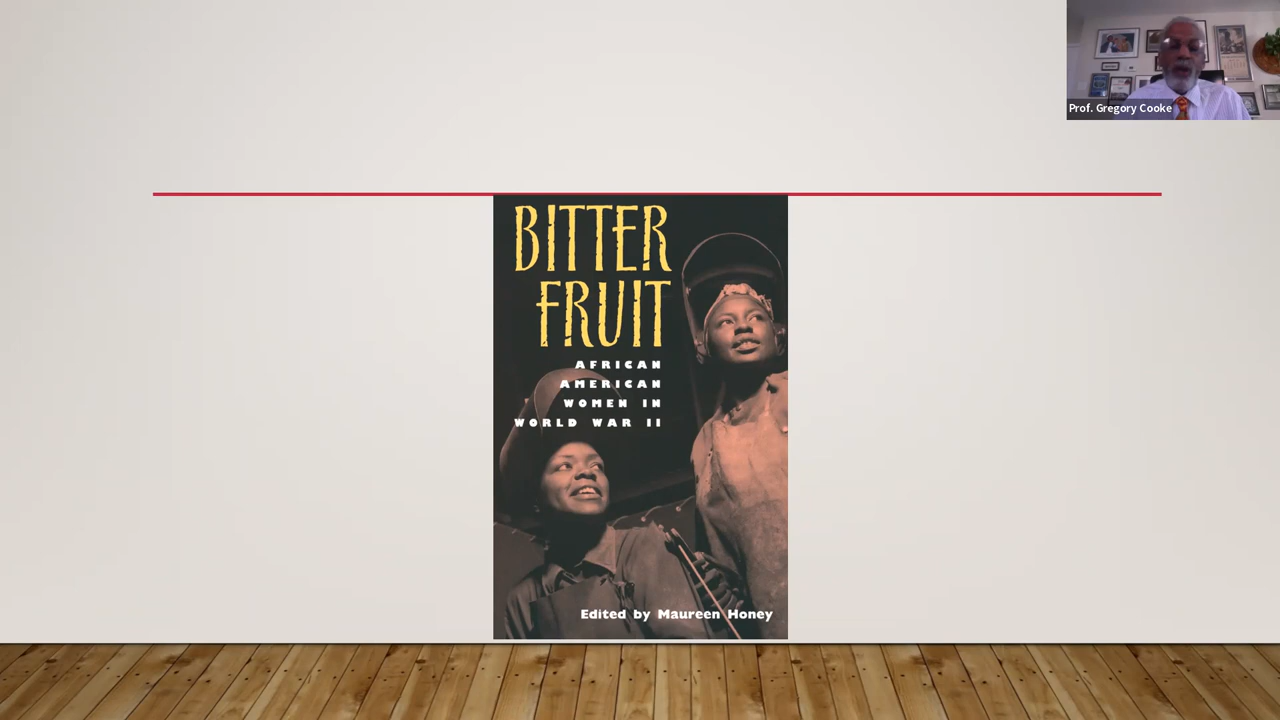 Prof. Gregory Cooke
BITTER
FRUIT
AFRICAN
AMERICAN
WOMEN IN
WORLD WAR II
Edited by Maureen Honey